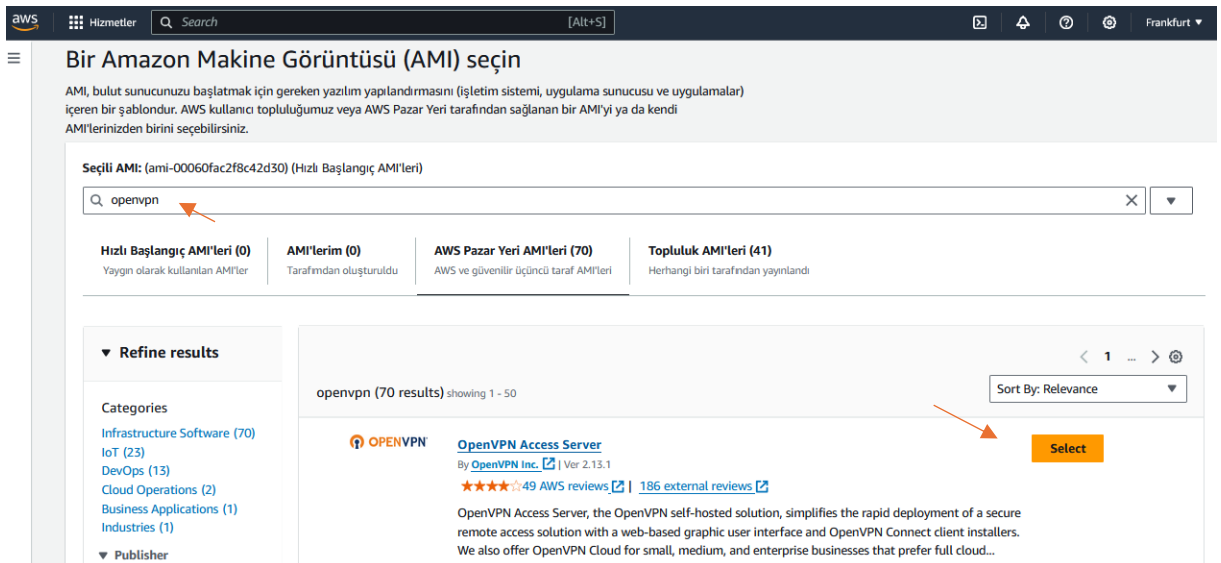 aws
Hizmetler
Search
[Alt+S]
Frankfurt ▼
Bir Amazon Makine Görüntüsü (AMI) seçin
AMI, bulut sunucunuzu başlatmak için gereken yazılım yapılandırmasını (işletim sistemi, uygulama sunucusu ve uygulamalar)
içeren bir şablondur. AWS kullanıcı topluluğumuz veya AWS Pazar Yeri tarafından sağlanan bir AMI'yi ya da kendi
AMI'lerinizden birini seçebilirsiniz.
Seçili AMI: (ami-00060fac2f8c42d30) (Hızlı Başlangıç AMI'leri)
openvpn
Hızlı Başlangıç AMI'leri (0)
Yaygın olarak kullanılan AMI'ler
AMI'lerim (0)
Tarafımdan oluşturuldu
AWS Pazar Yeri AMI'leri (70)
AWS ve güvenilir üçüncü taraf AMI'leri
Topluluk AMI'leri (41)
Herhangi biri tarafından yayınlandı
▼ Refine results
Categories
Infrastructure Software (70)
IoT (23)
DevOps (13)
Cloud Operations (2)
Business Applications (1)
Industries (1)
▼ Publisher
1 ...
openvpn (70 results) showing 1 - 50
Sort By: Relevance
OPENVPN
OpenVPN Access Server
By OpenVPN Inc. | Ver 2.13.1
★★★★☆ 49 AWS reviews | 186 external reviews
Select
OpenVPN Access Server, the OpenVPN self-hosted solution, simplifies the rapid deployment of a secure
remote access solution with a web-based graphic user interface and OpenVPN Connect client installers.
We also offer OpenVPN Cloud for small, medium, and enterprise businesses that prefer full cloud...